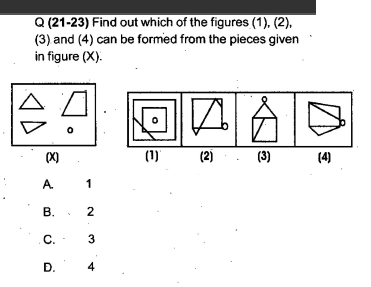 Q (21-23) Find out which of the figures (1), (2),
(3) and (4) can be formed from the pieces given
in figure (X).
(X) (1) (2) (3) (4)
A. 1
B. 2
C. 3
D. 4